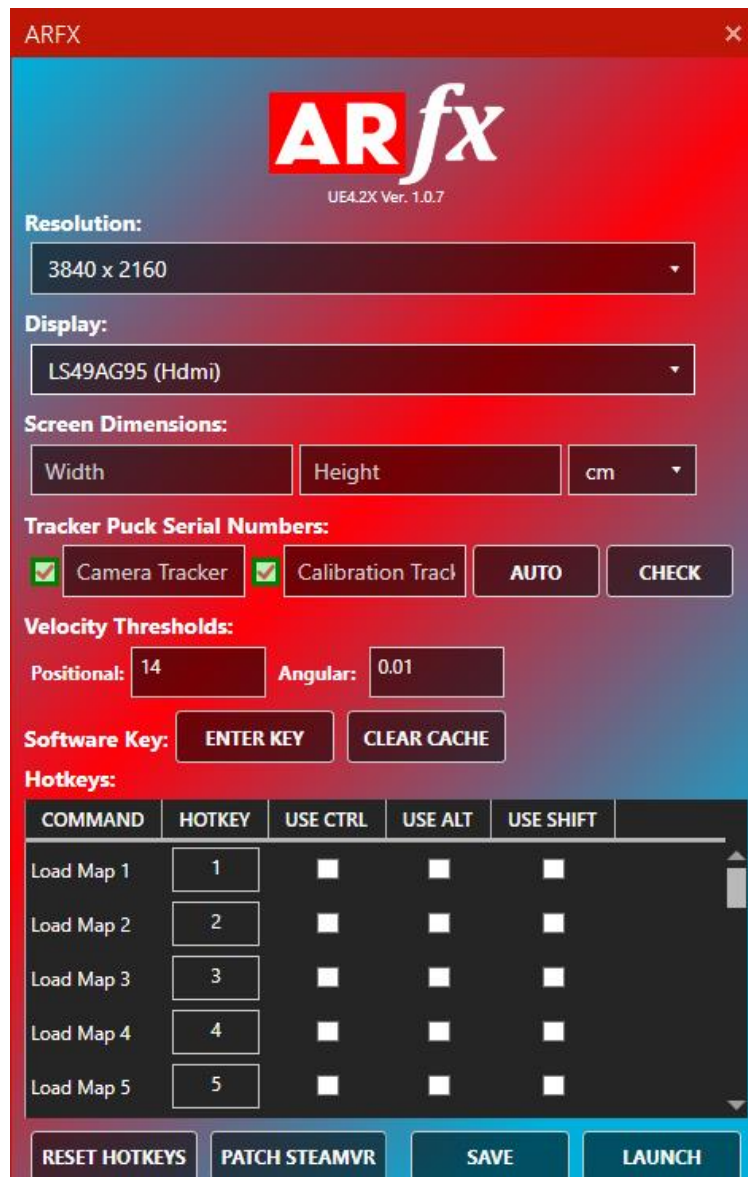 ARFX
ARfx
UE4.2X Ver. 1.0.7
Resolution:
3840 x 2160
Display:
LS49AG95 (Hdmi)
Screen Dimensions:
Width Height cm
Tracker Puck Serial Numbers:
Camera Tracker Calibration Track AUTO CHECK
Velocity Thresholds:
Positional: 14 Angular: 0.01
Software Key: ENTER KEY CLEAR CACHE
Hotkeys:
COMMAND HOTKEY USE CTRL USE ALT USE SHIFT
Load Map 1 1
Load Map 2 2
Load Map 3 3
Load Map 4 4
Load Map 5 5
RESET HOTKEYS PATCH STEAMVR SAVE LAUNCH